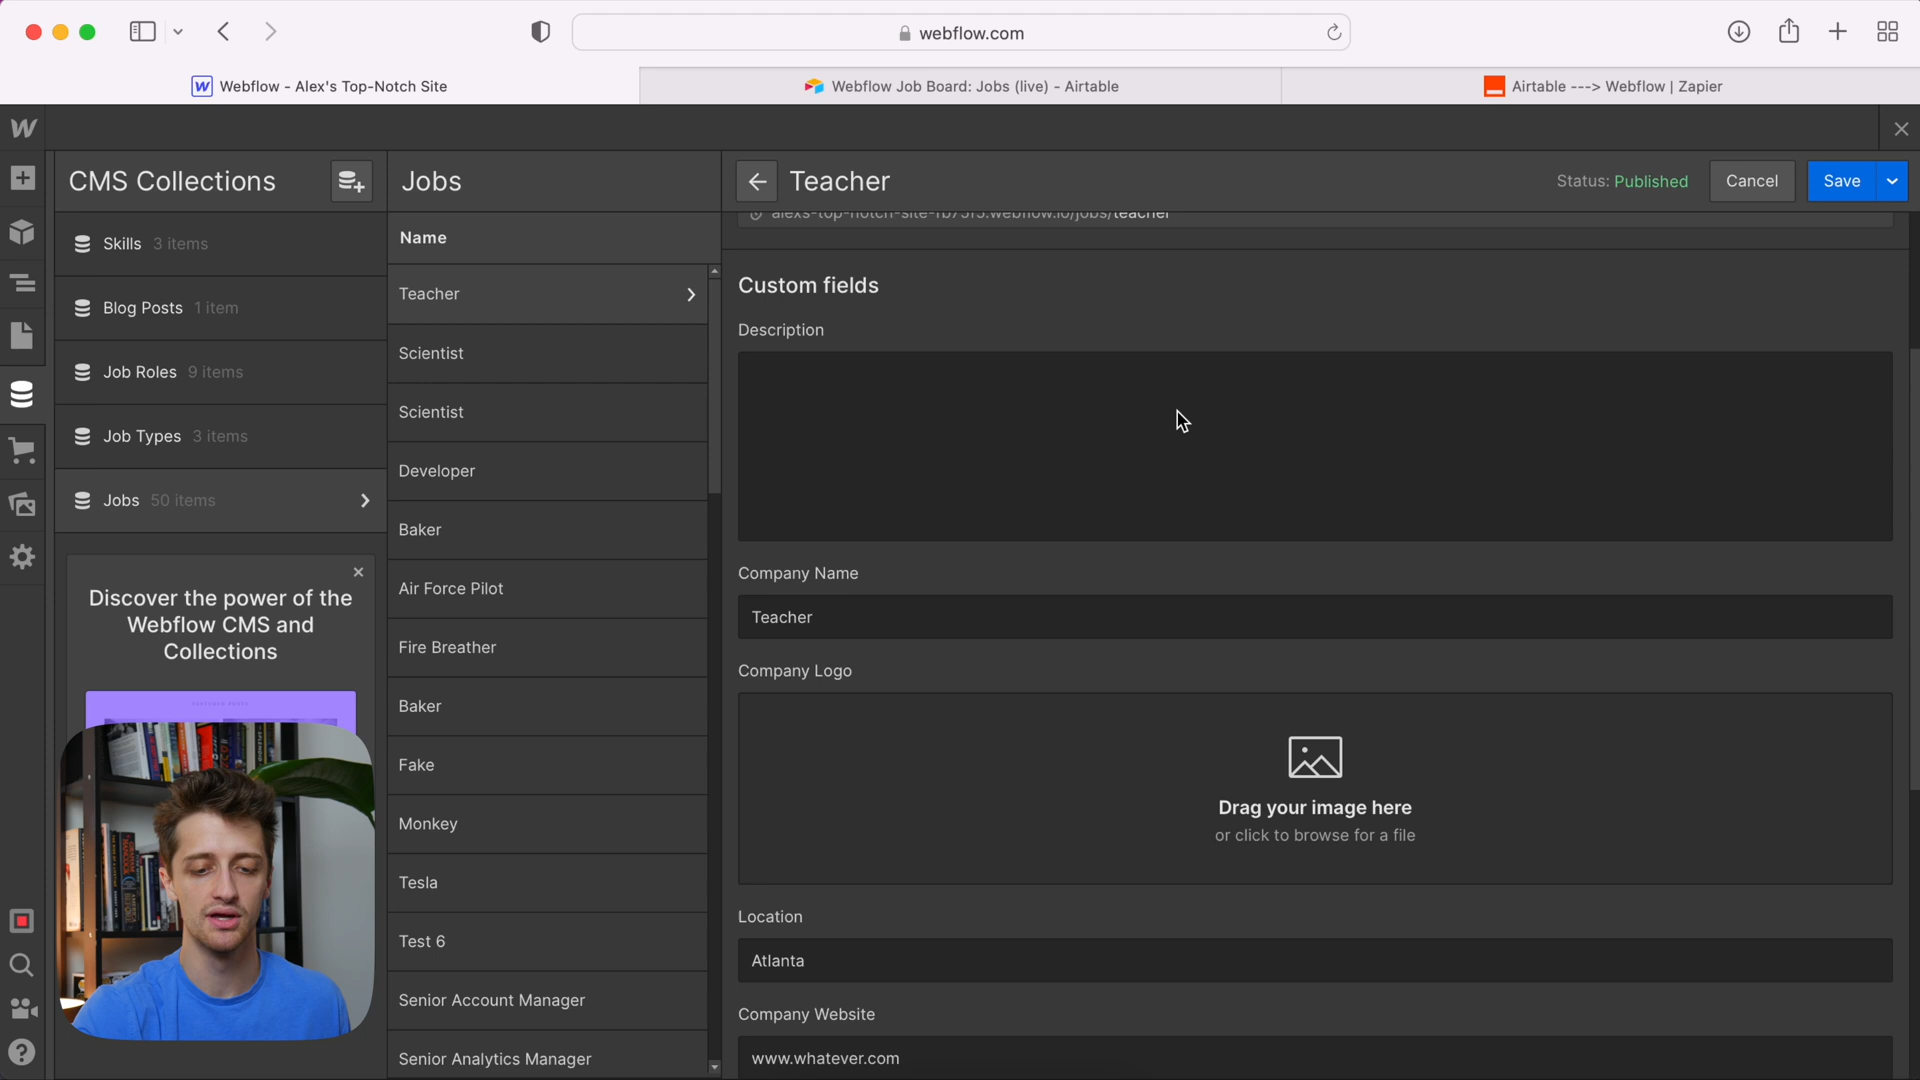 webflow.com
Webflow - Alex's Top-Notch Site
Webflow Job Board: Jobs (live) - Airtable
Airtable ---> Webflow | Zapier
CMS Collections
Jobs
Teacher
Status: Published
Cancel
Save
Skills 3 items
Blog Posts 1 item
Job Roles 9 items
Job Types 3 items
Jobs 50 items
Discover the power of the
Webflow CMS and
Collections
Name
Teacher
Scientist
Scientist
Developer
Baker
Air Force Pilot
Fire Breather
Baker
Fake
Monkey
Tesla
Test 6
Senior Account Manager
Senior Analytics Manager
Custom fields
Description
Company Name
Teacher
Company Logo
Drag your image here
or click to browse for a file
Location
Atlanta
Company Website
www.whatever.com